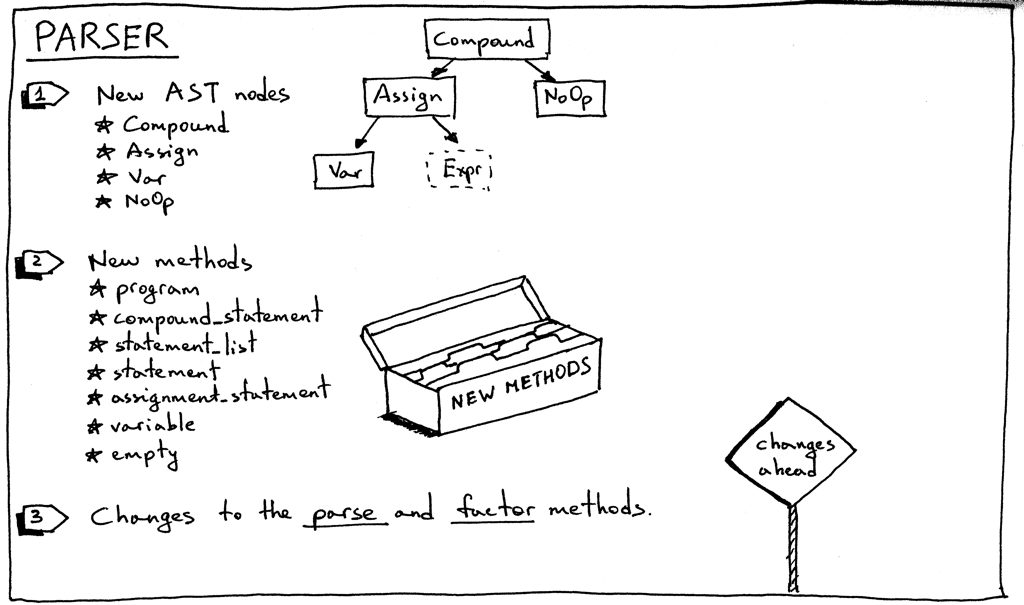 PARSER
Compound
Assign
NoOp
Var
Expr
1 New AST nodes
* Compound
* Assign
* Var
* NoOp
2 New methods
* program
* compound_statement
* statement_list
* statement
* assignment_statement
* variable
* empty
NEW METHODS
changes
ahead
3 Changes to the parse and factor methods.